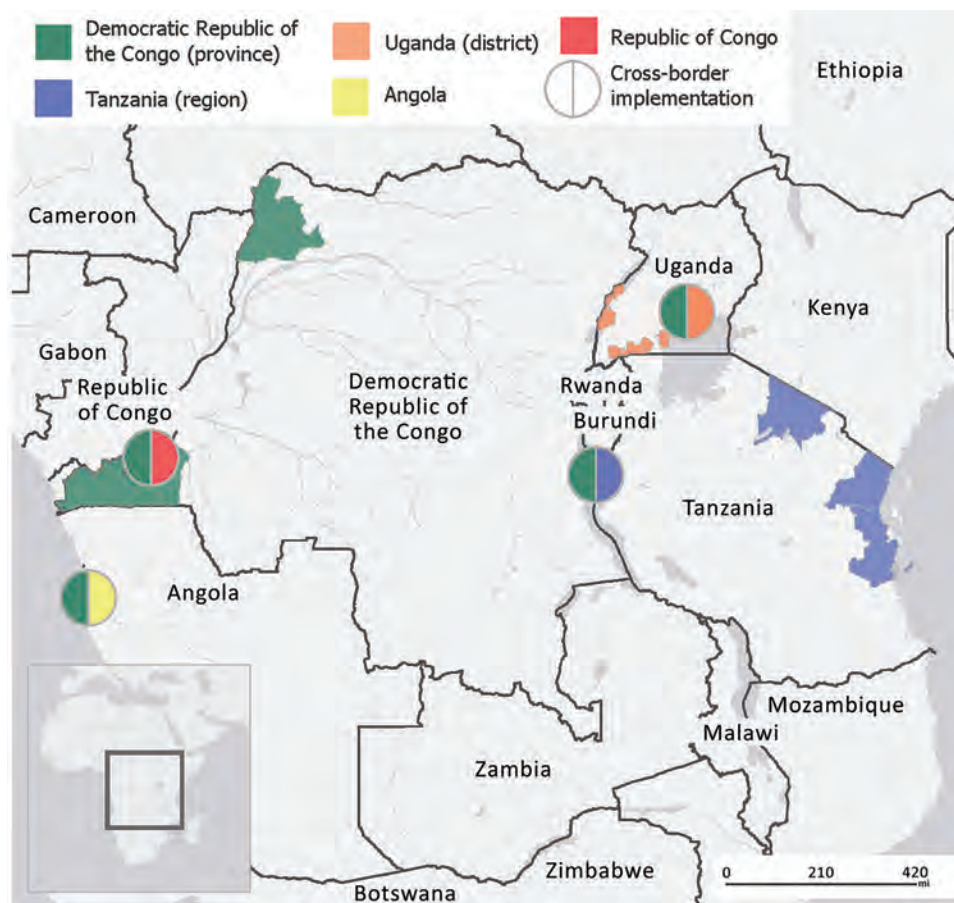 Democratic Republic of
the Congo (province)
Uganda (district)
Republic of Congo
Tanzania (region)
Angola
Cross-border
implementation
Ethiopia
Cameroon
Uganda
Kenya
Gabon
Republic
of Congo
Democratic
Republic of
the Congo
Rwanda
Burundi
Tanzania
Angola
Mozambique
Malawi
Zambia
Zimbabwe
Botswana
0 210 420
mi